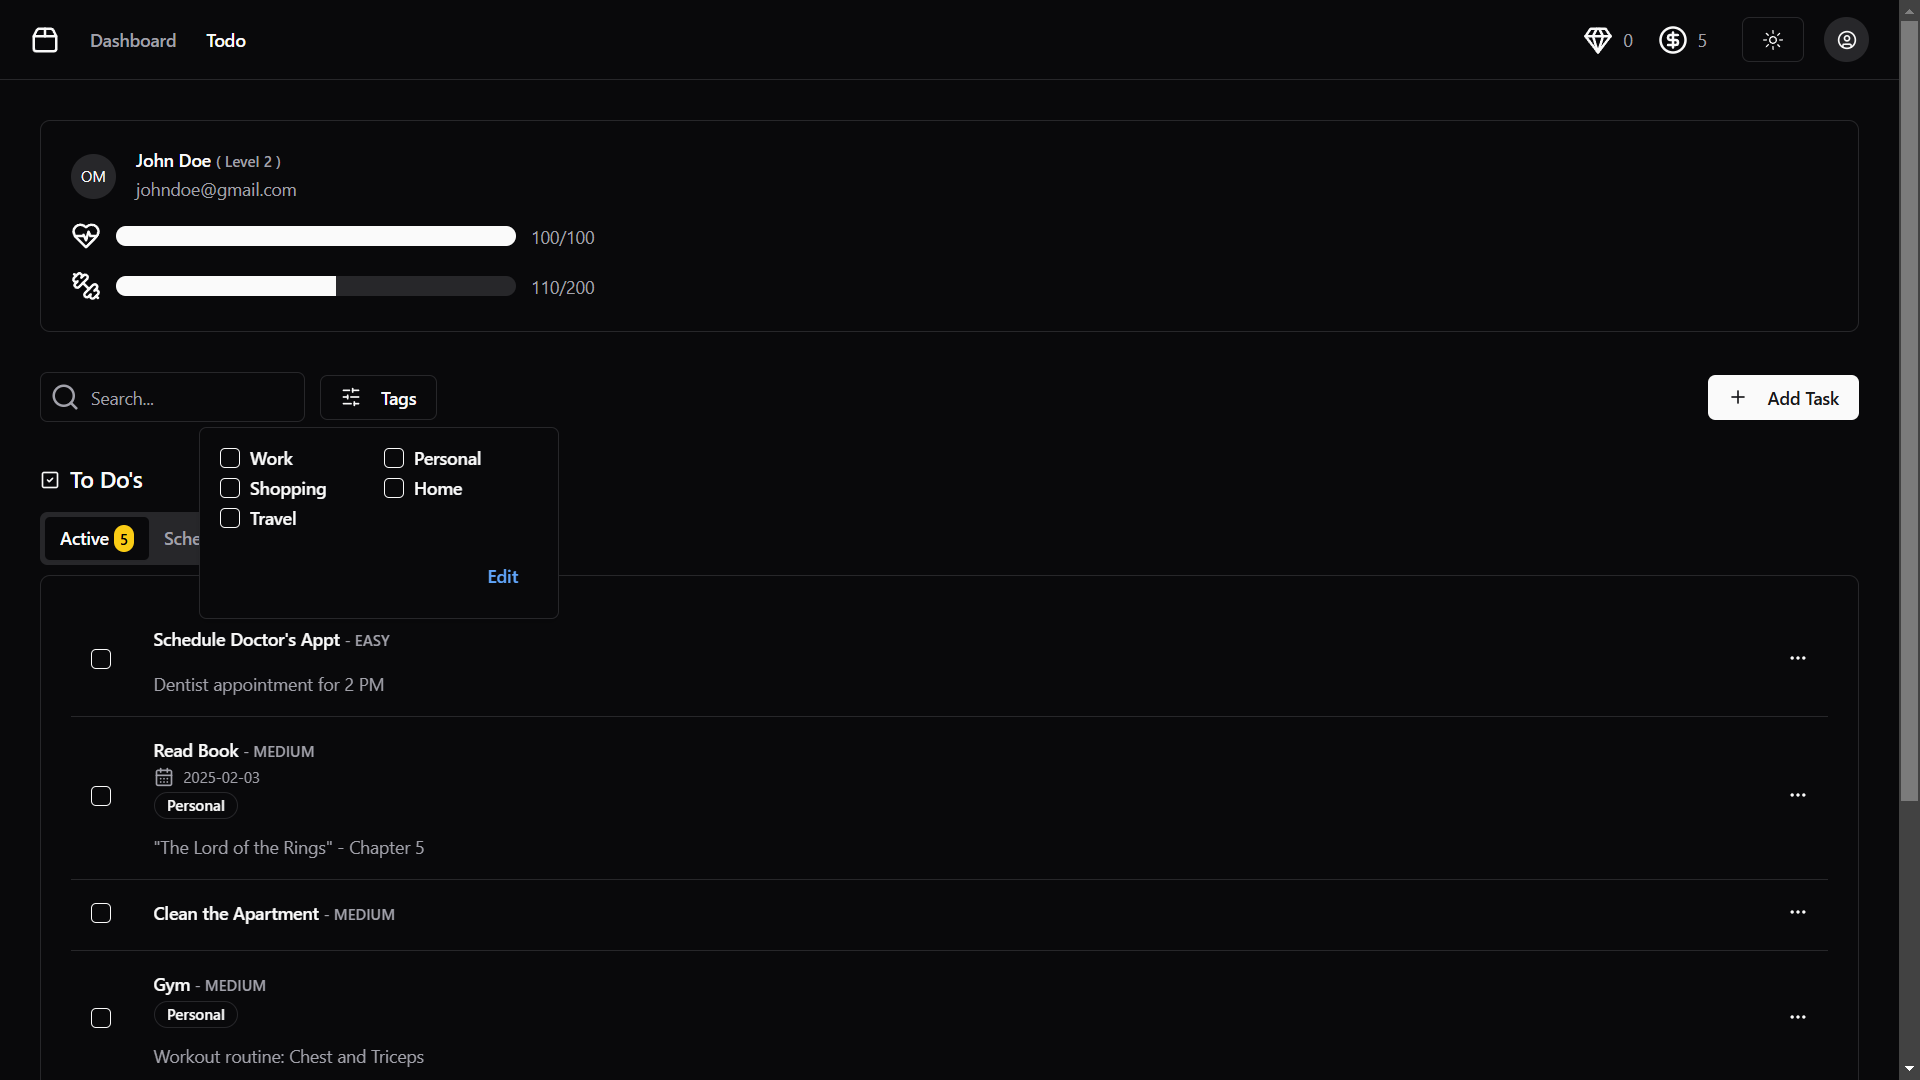 Dashboard Todo 0 5
John Doe ( Level 2 )
OM
johndoe@gmail.com
100/100
110/200
Search...
Tags
Add Task
Work
Personal
Shopping
Home
Travel
Edit
To Do's
Active 5 Sche
Schedule Doctor's Appt - EASY
Dentist appointment for 2 PM
Read Book - MEDIUM
2025-02-03
Personal
"The Lord of the Rings" - Chapter 5
Clean the Apartment - MEDIUM
Gym - MEDIUM
Personal
Workout routine: Chest and Triceps